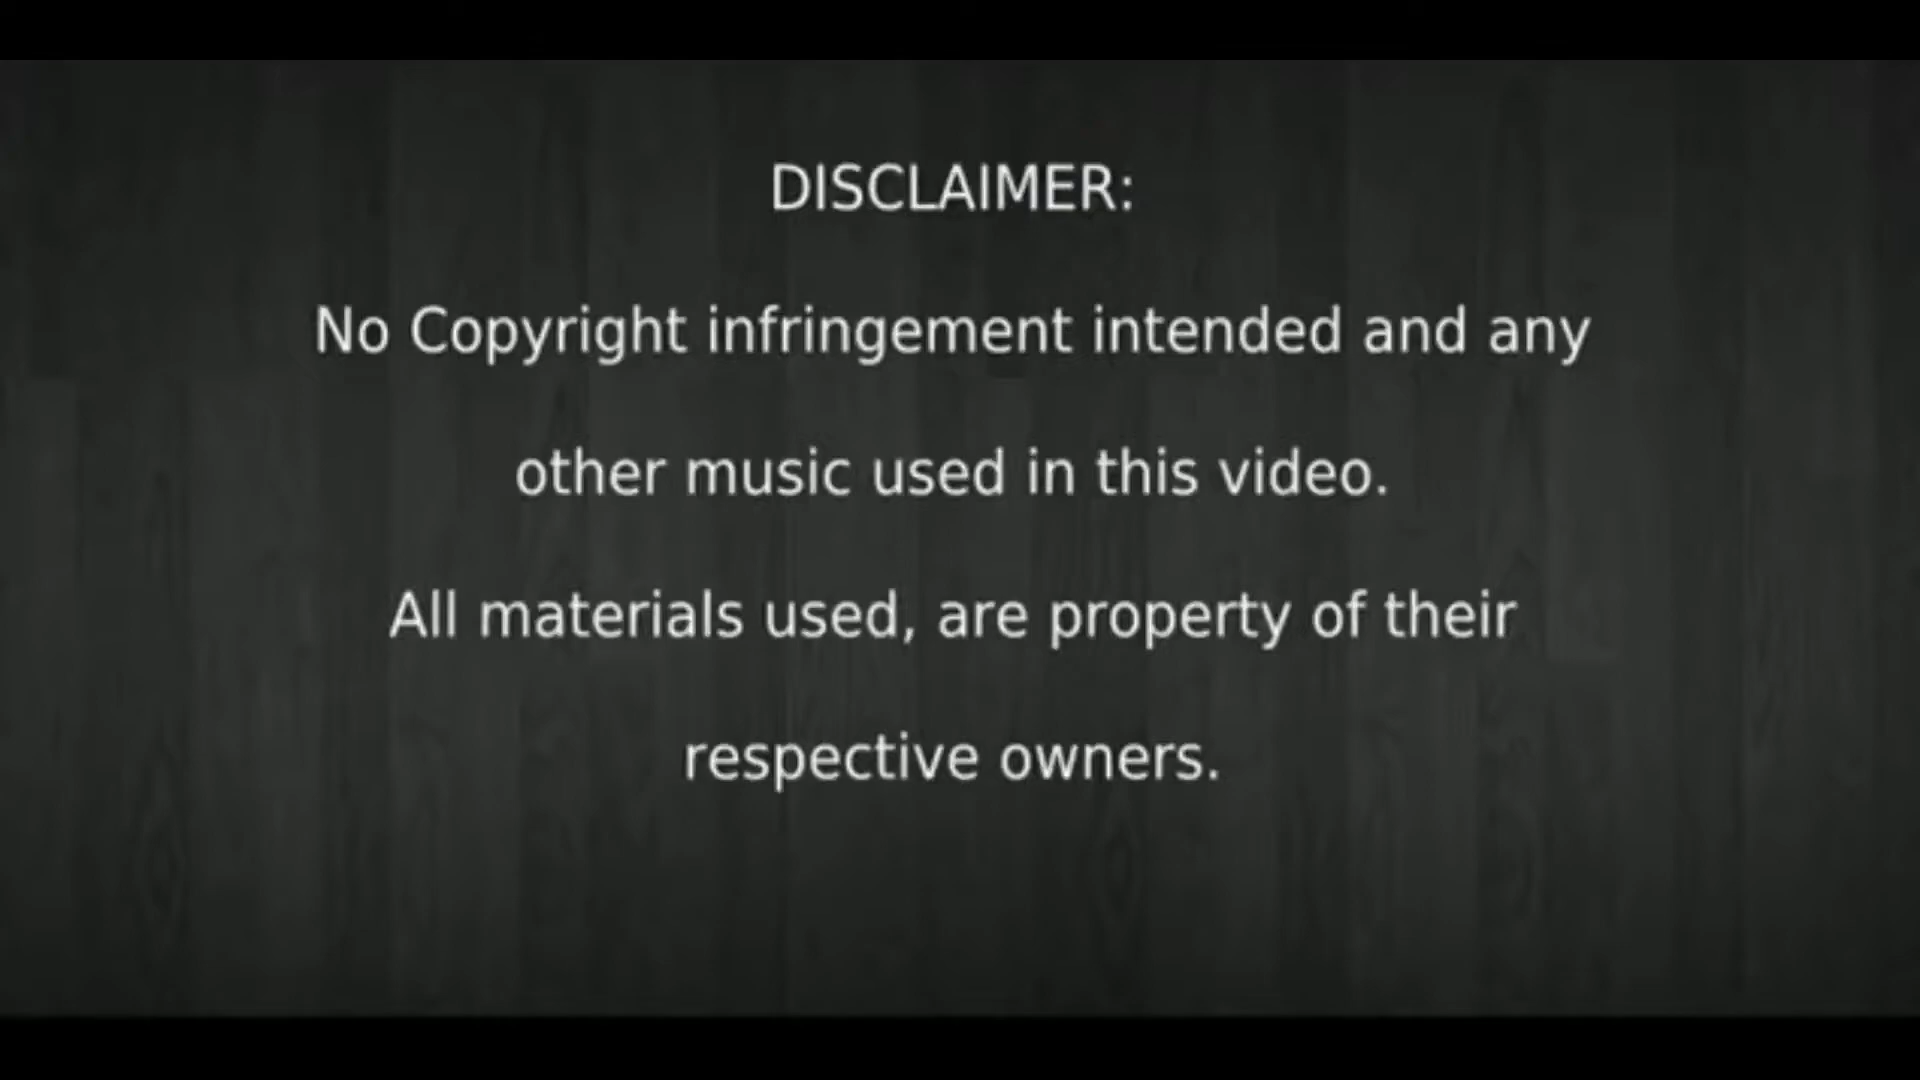 DISCLAIMER:
No Copyright infringement intended and any
other music used in this video.
All materials used, are property of their
respective owners.